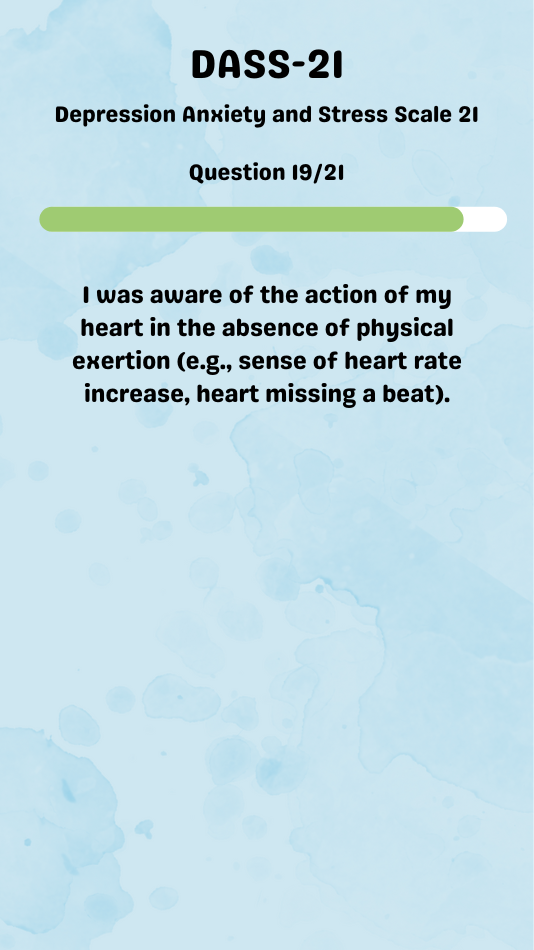 DASS-21
Depression Anxiety and Stress Scale 21
Question 19/21
I was aware of the action of my
heart in the absence of physical
exertion (e.g., sense of heart rate
increase, heart missing a beat).